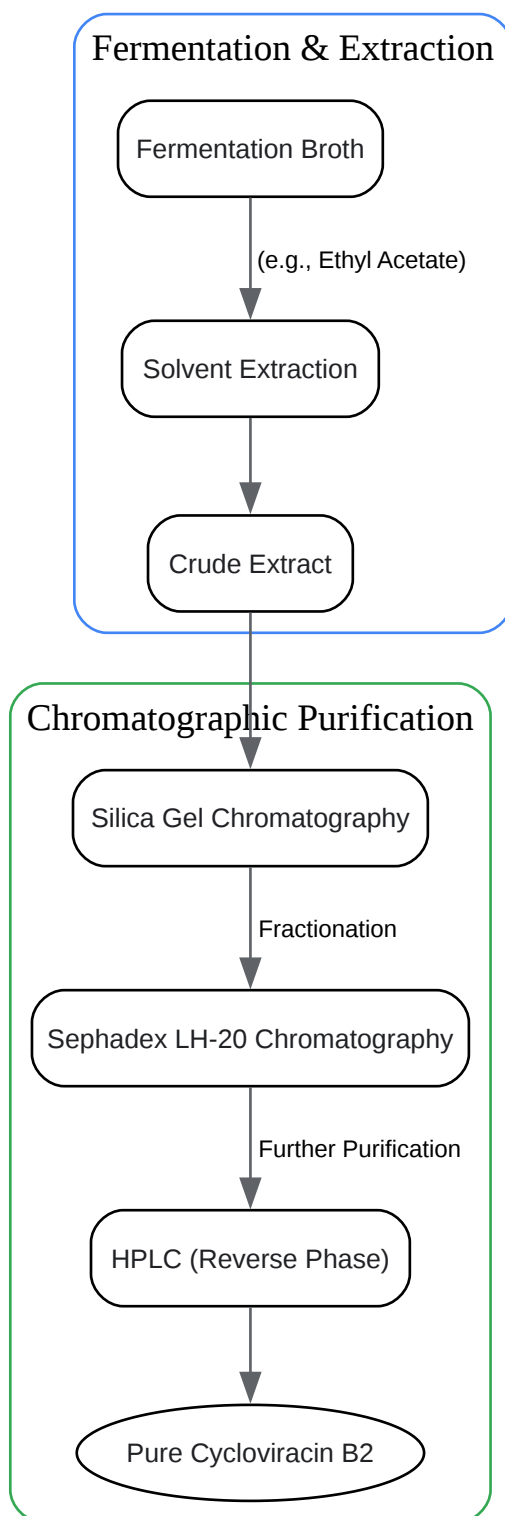 Fermentation & Extraction
Fermentation Broth
(e.g., Ethyl Acetate)
Solvent Extraction
Crude Extract
Chromatographic Purification
Silica Gel Chromatography
Fractionation
Sephadex LH-20 Chromatography
Further Purification
HPLC (Reverse Phase)
Pure Cycloviracin B2